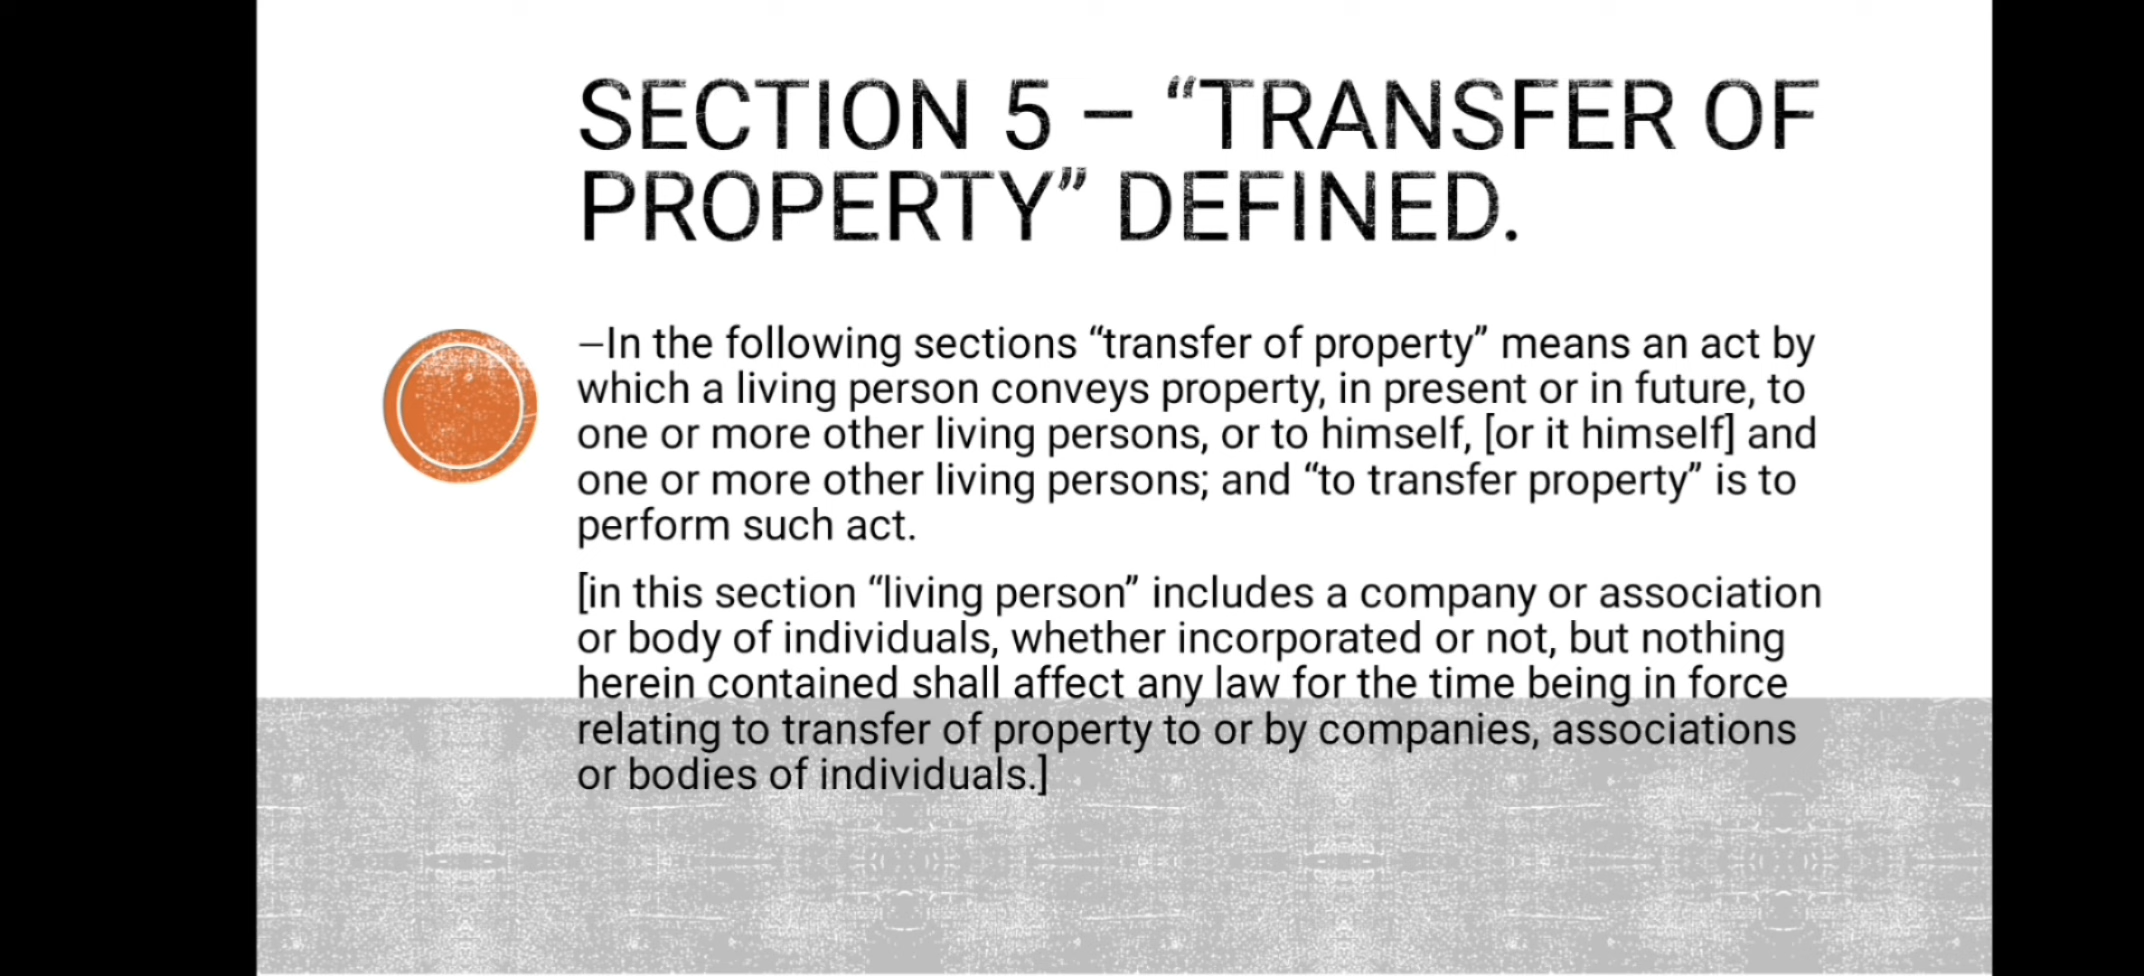 SECTION 5 – “TRANSFER OF
PROPERTY” DEFINED.
–In the following sections “transfer of property” means an act by
which a living person conveys property, in present or in future, to
one or more other living persons, or to himself, [or it himself] and
one or more other living persons; and “to transfer property” is to
perform such act.
[in this section “living person” includes a company or association
or body of individuals, whether incorporated or not, but nothing
herein contained shall affect any law for the time being in force
relating to transfer of property to or by companies, associations
or bodies of individuals.]